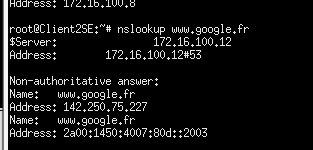 Address: 172.16.100.8
root@Client2SE:~# nslookup www.google.fr
$Server: 172.16.100.12
Address: 172.16.100.12#53
Non-authoritative answer:
Name: www.google.fr
Address: 142.250.75.227
Name: www.google.fr
Address: 2a00:1450:4007:80d::2003